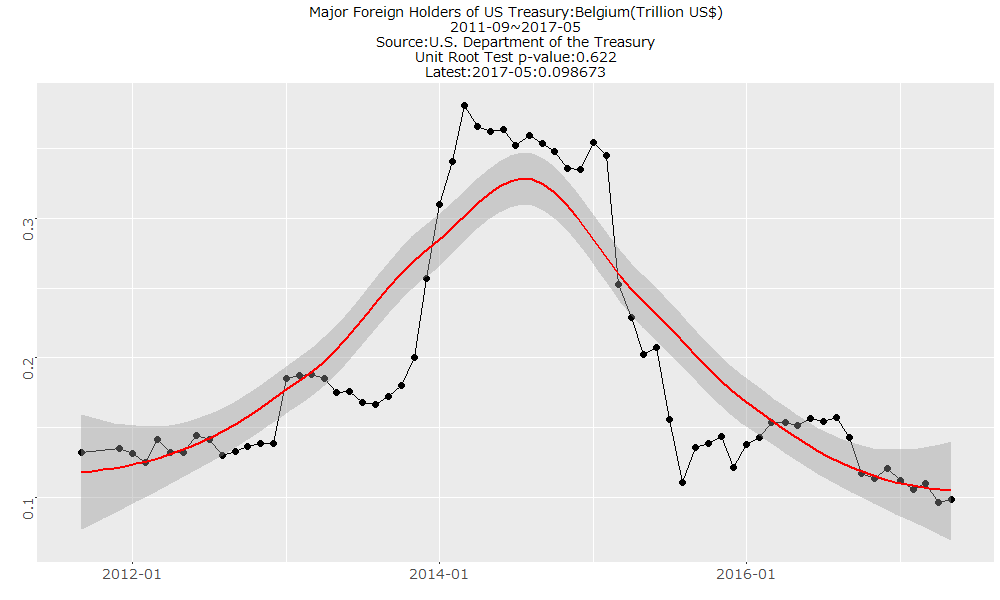 Major Foreign Holders of US Treasury:Belgium(Trillion US$)
2011-09~2017-05
Source:U.S. Department of the Treasury
Unit Root Test p-value:0.622
Latest:2017-05:0.098673
0.3
0.2
0.1
2012-01
2014-01
2016-01